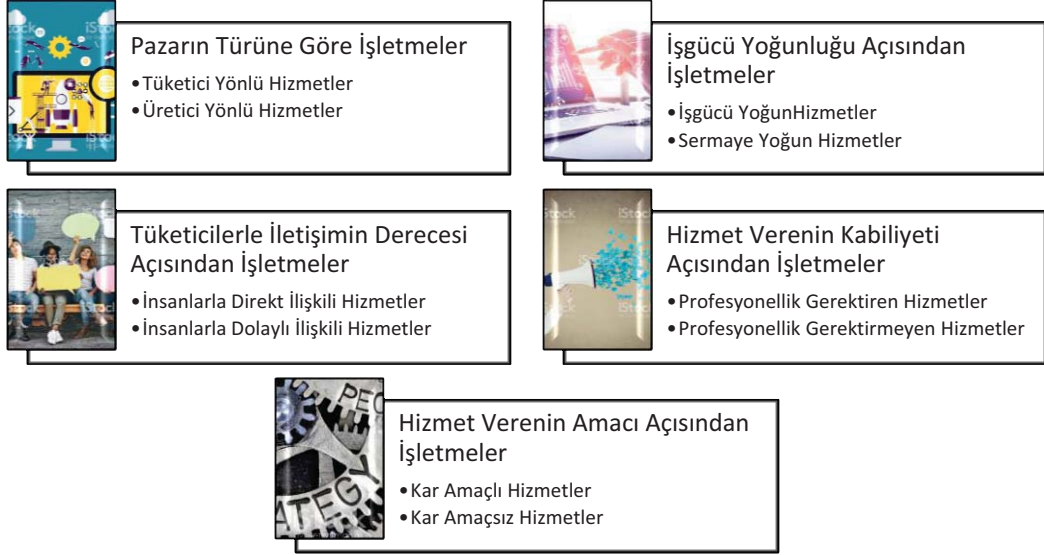 Pazarın Türüne Göre İşletmeler
•Tüketici Yönlü Hizmetler
•Üretici Yönlü Hizmetler
İşgücü Yoğunluğu Açısından
İşletmeler
•İşgücü YoğunHizmetler
•Sermaye Yoğun Hizmetler
Tüketicilerle İletişimin Derecesi
Açısından İşletmeler
•İnsanlarla Direkt İlişkili Hizmetler
•İnsanlarla Dolaylı İlişkili Hizmetler
Hizmet Verenin Kabiliyeti
Açısından İşletmeler
•Profesyonellik Gerektiren Hizmetler
•Profesyonellik Gerektirmeyen Hizmetler
Hizmet Verenin Amacı Açısından
İşletmeler
•Kar Amaçlı Hizmetler
•Kar Amaçsız Hizmetler